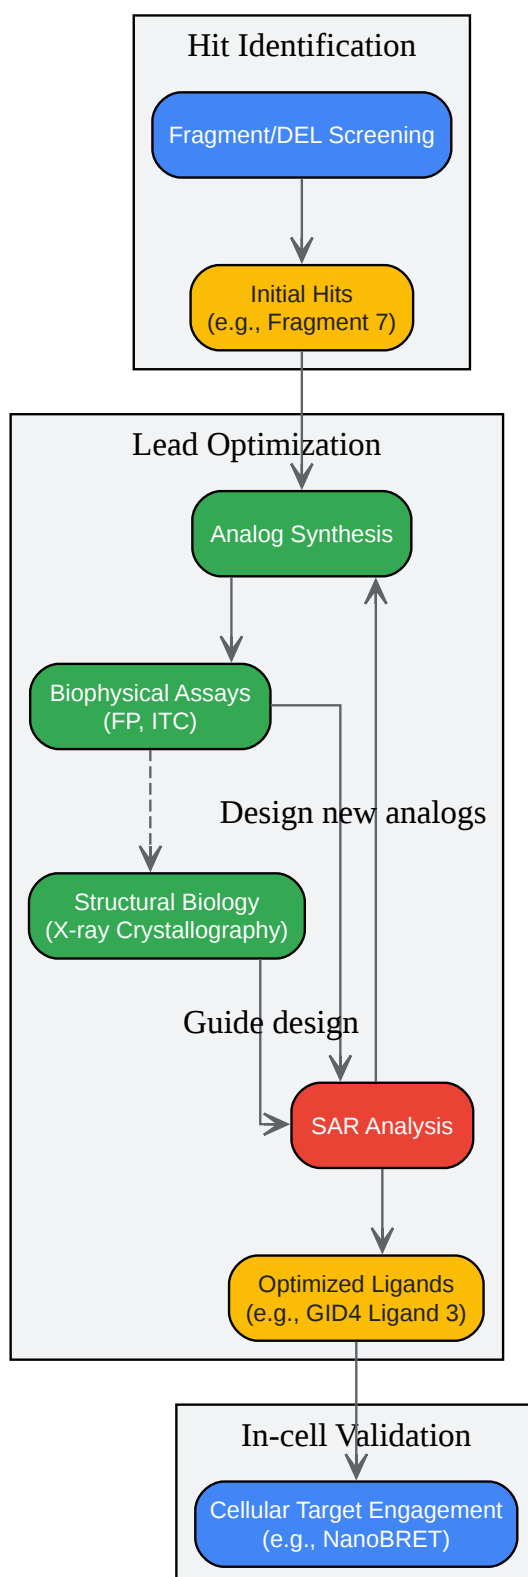 Hit Identification
Fragment/DEL Screening
Initial Hits
(e.g., Fragment 7)
Lead Optimization
Analog Synthesis
Biophysical Assays
(FP, ITC)
Design new analogs
Structural Biology
(X-ray Crystallography)
Guide design
SAR Analysis
Optimized Ligands
(e.g., GID4 Ligand 3)
In-cell Validation
Cellular Target Engagement
(e.g., NanoBRET)